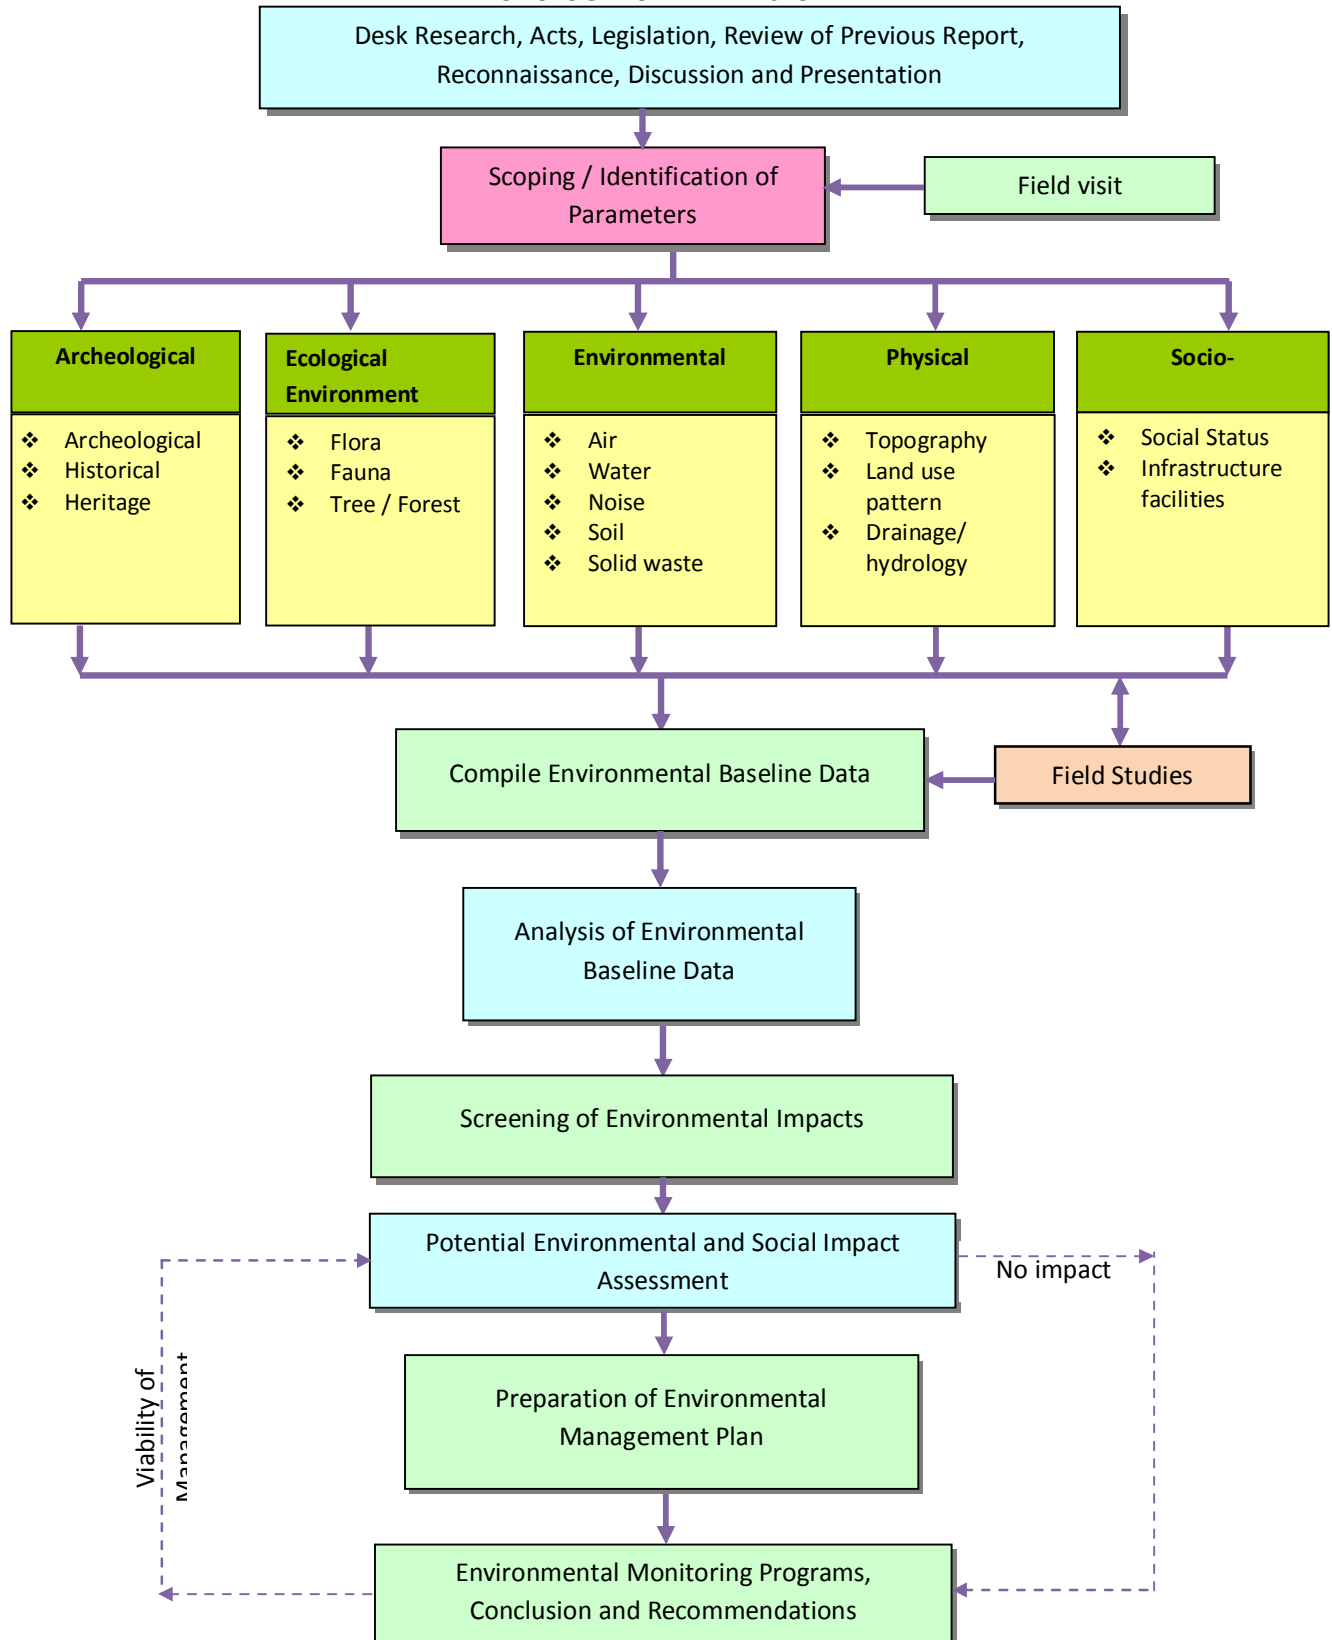 Desk Research, Acts, Legislation, Review of Previous Report,
Reconnaissance, Discussion and Presentation
Scoping / Identification of
Parameters
Field visit
Archeological
❖ Archeological
❖ Historical
❖ Heritage
Ecological
Environment
❖ Flora
❖ Fauna
❖ Tree / Forest
Environmental
❖ Air
❖ Water
❖ Noise
❖ Soil
❖ Solid waste
Physical
❖ Topography
❖ Land use
pattern
❖ Drainage/
hydrology
Socio-
❖ Social Status
❖ Infrastructure
facilities
Compile Environmental Baseline Data
Field Studies
Analysis of Environmental
Baseline Data
Screening of Environmental Impacts
Potential Environmental and Social Impact
Assessment
No impact
Viability of
Management
Preparation of Environmental
Management Plan
Environmental Monitoring Programs,
Conclusion and Recommendations